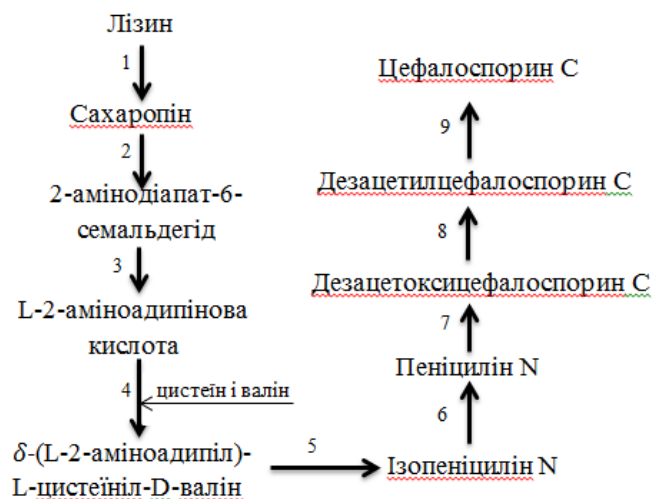 Лізин
1
Сахаропін
2
2-амінодіапат-6-
семальдегід
3
L-2-аміноадипінова
кислота
4
цистеїн і валін
δ-(L-2-аміноадипіл)-
L-цистеїніл-D-валін
5
Ізопеніцилін N
6
Пеніцилін N
7
Дезацетоксицефалоспорин С
8
Дезацетилцефалоспорин С
9
Цефалоспорин С